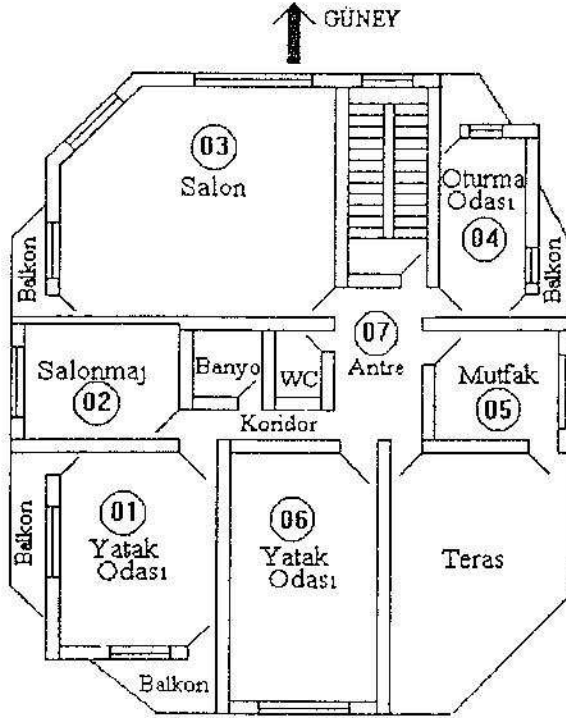 GÜNEY
03
Salon
Oturma
Odası
04
Balkon
Balkon
07
Antre
Salonmaj
02
Banyo
WC
Mutfak
05
Koridor
01
Yatak
Odası
Balkon
06
Yatak
Odası
Teras
Balkon